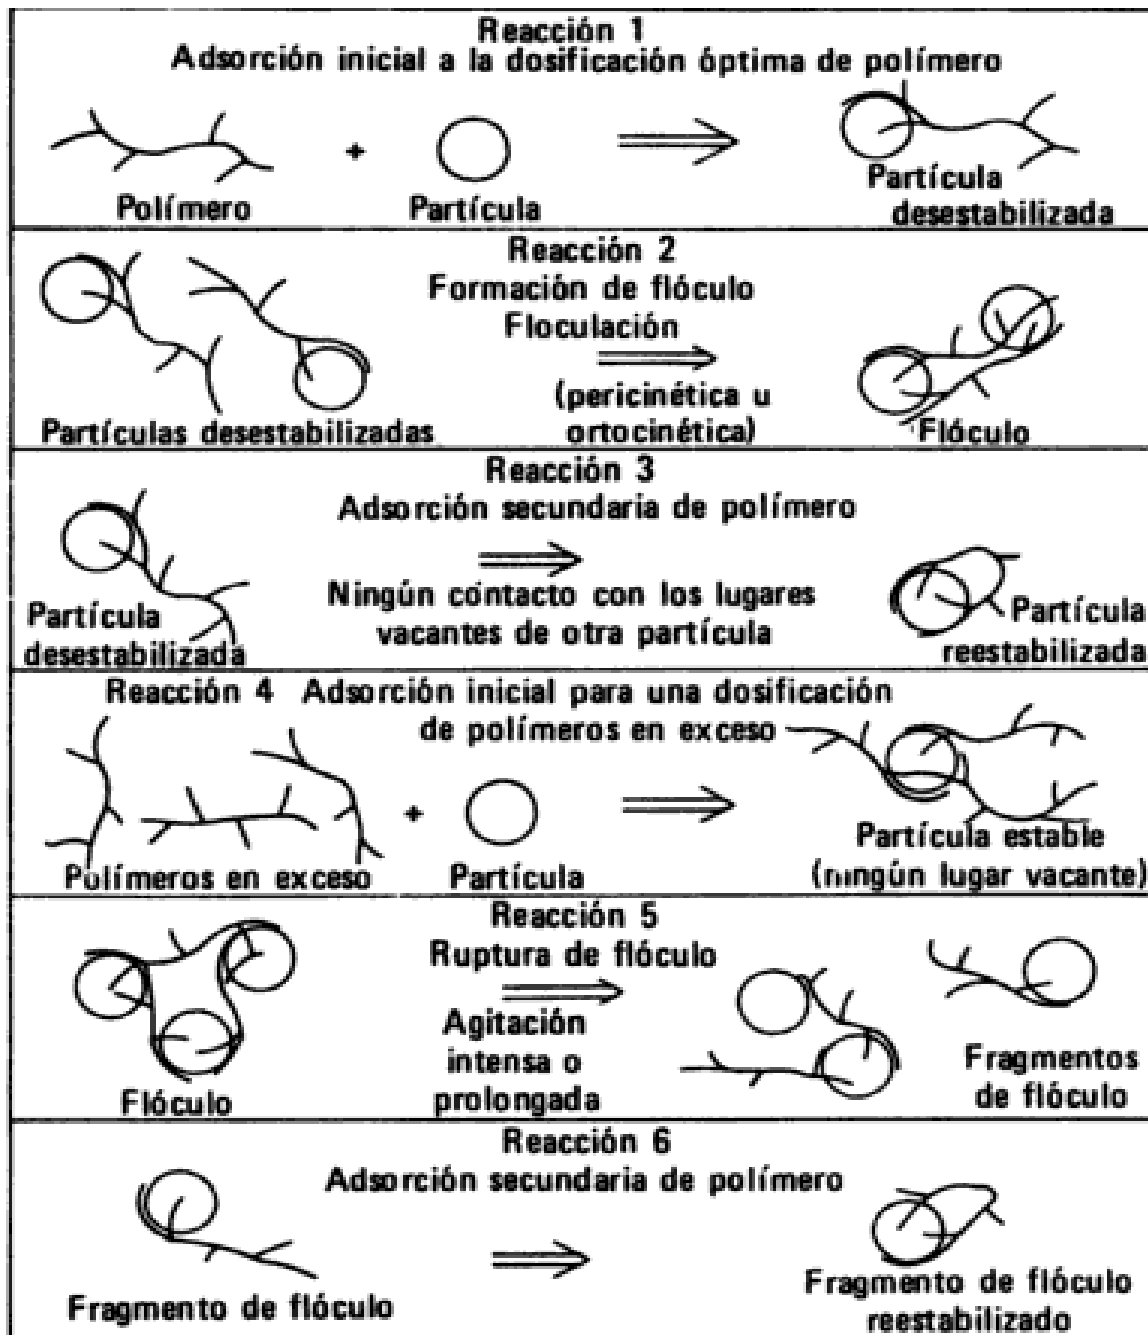 Reacción 1
Adsorción inicial a la dosificación óptima de polímero
+
Polímero
Partícula
Partícula
desestabilizada
Reacción 2
Formación de flóculo
Floculación
(pericinética u
ortocinética)
Partículas desestabilizadas
Flóculo
Reacción 3
Adsorción secundaria de polímero
Ningún contacto con los lugares
vacantes de otra partícula
Partícula
desestabilizada
Partícula
reestabilizada
Reacción 4 Adsorción inicial para una dosificación
de polímeros en exceso
+
Polímeros en exceso
Partícula
Partícula estable
(ningún lugar vacante)
Reacción 5
Ruptura de flóculo
Agitación
intensa o
prolongada
Flóculo
Fragmentos
de flóculo
Reacción 6
Adsorción secundaria de polímero
Fragmento de flóculo
Fragmento de flóculo
reestabilizado